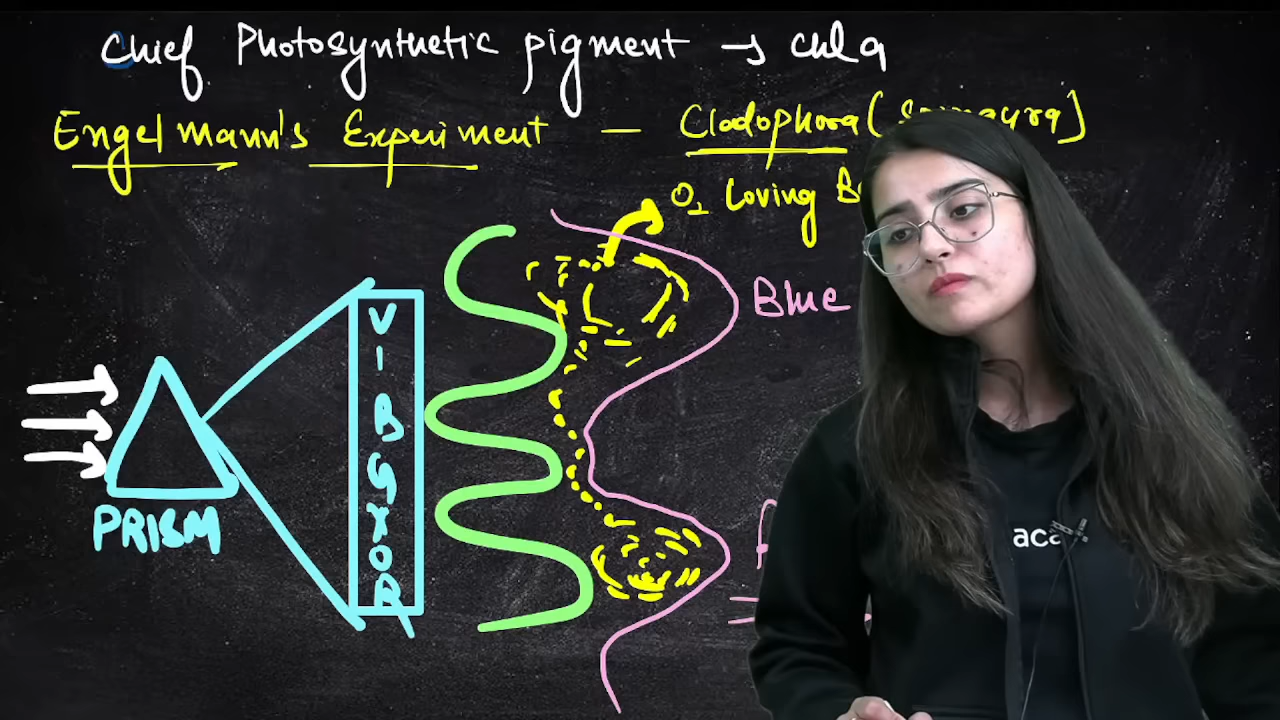 Chief Photosynthetic pigment → chl a
Engelmann's Experiment — Cladophora (
O2 Loving
Blue
V
I
B
G
Y
O
R
PRISM
aca